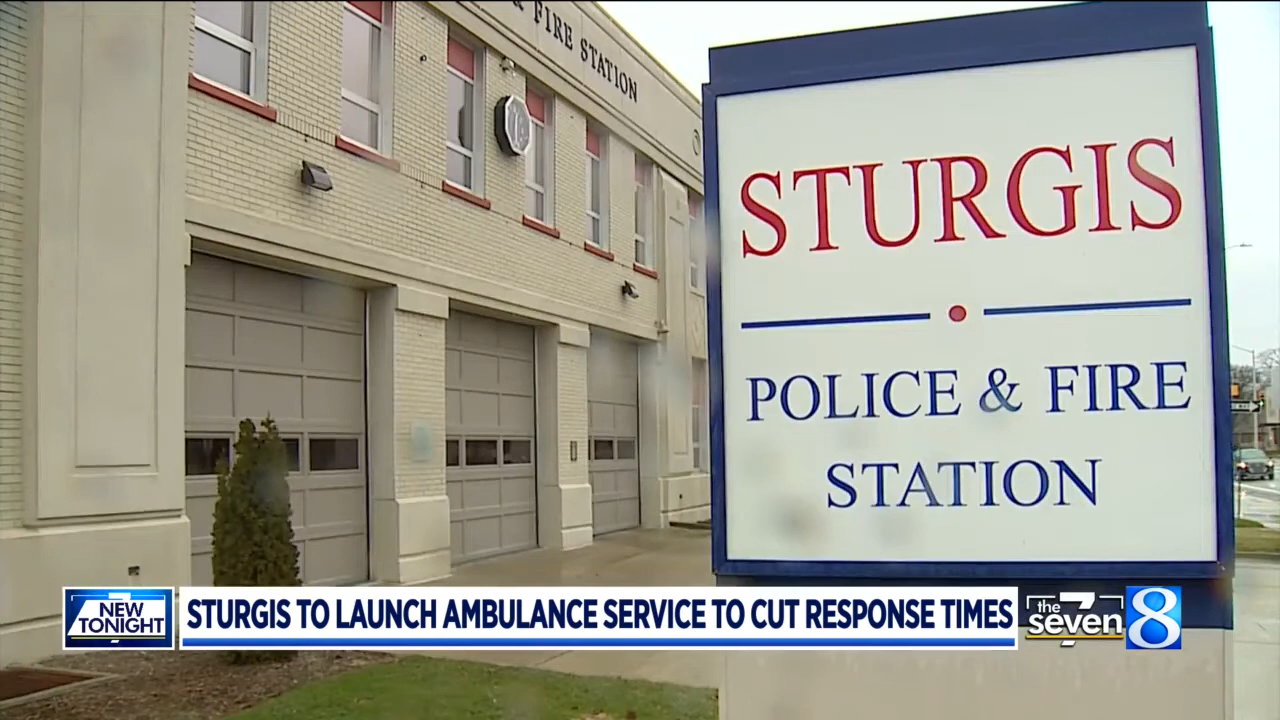 & FIRE STATION
STURGIS
POLICE & FIRE
STATION
NEW
TONIGHT
STURGIS TO LAUNCH AMBULANCE SERVICE TO CUT RESPONSE TIMES
the
7
seven
8